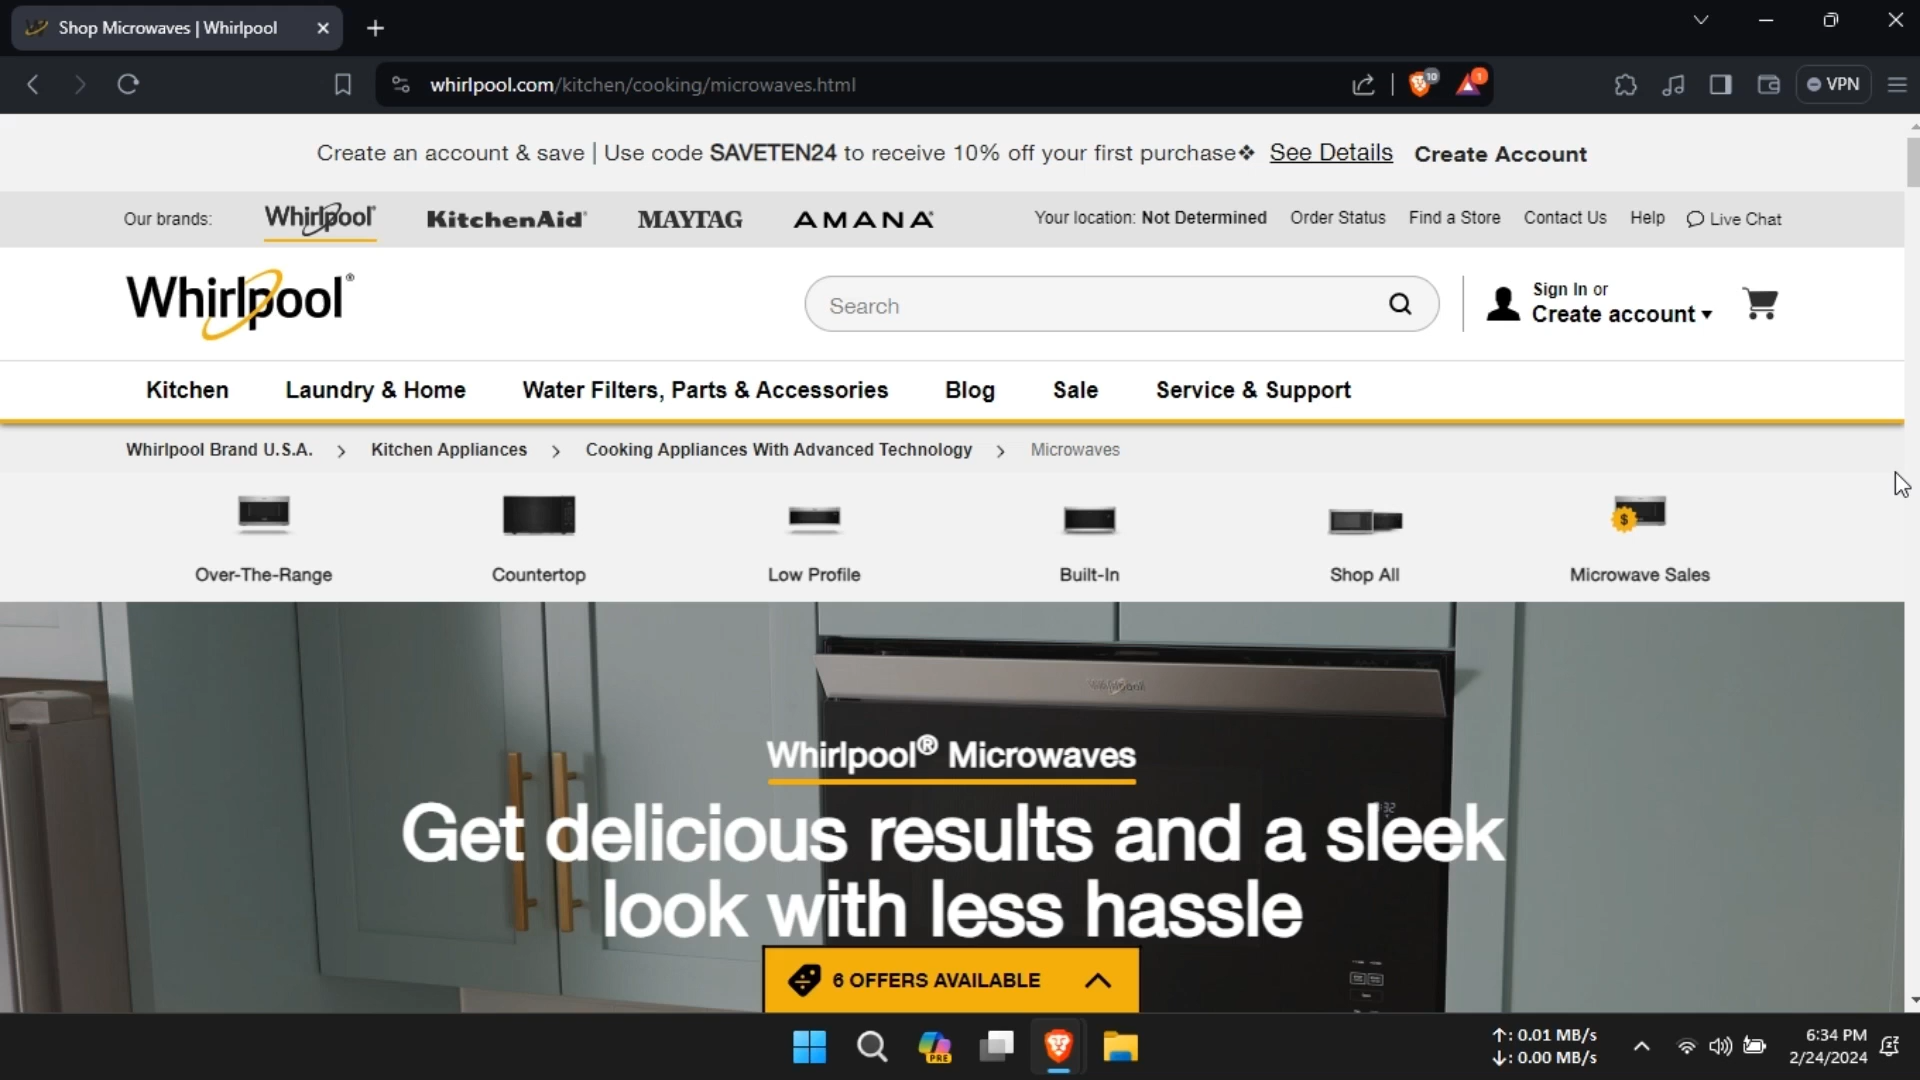 Shop Microwaves | Whirlpool
whirlpool.com/kitchen/cooking/microwaves.html
10
1
VPN
Create an account & save | Use code SAVETEN24 to receive 10% off your first purchase❖ See Details Create Account
Our brands: Whirlpool® KitchenAid® MAYTAG AMANA® Your location: Not Determined Order Status Find a Store Contact Us Help Live Chat
Whirlpool®
Search
Sign In or
Create account
Kitchen Laundry & Home Water Filters, Parts & Accessories Blog Sale Service & Support
Whirlpool Brand U.S.A. > Kitchen Appliances > Cooking Appliances With Advanced Technology > Microwaves
$
Over-The-Range Countertop Low Profile Built-In Shop All Microwave Sales
Whirlpool
Whirlpool® Microwaves
Get delicious results and a sleek
look with less hassle
6 OFFERS AVAILABLE
PRE
↑: 0.01 MB/s
↓: 0.00 MB/s
6:34 PM
2/24/2024